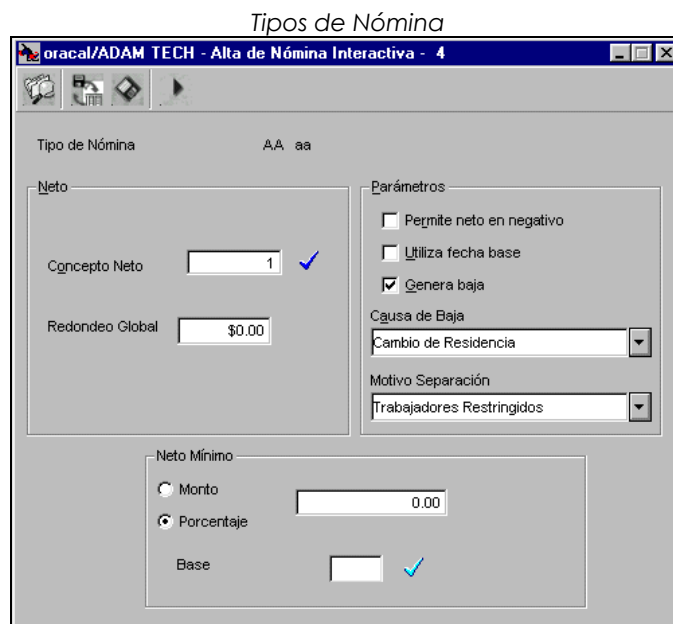 Tipos de Nómina
oracal/ADAM TECH - Alta de Nómina Interactiva - 4
Tipo de Nómina AA aa
Neto
Concepto Neto 1
Redondeo Global $0.00
Parámetros
Permite neto en negativo
Utiliza fecha base
Genera baja
Causa de Baja
Cambio de Residencia
Motivo Separación
Trabajadores Restringidos
Neto Mínimo
Monto
0.00
Porcentaje
Base